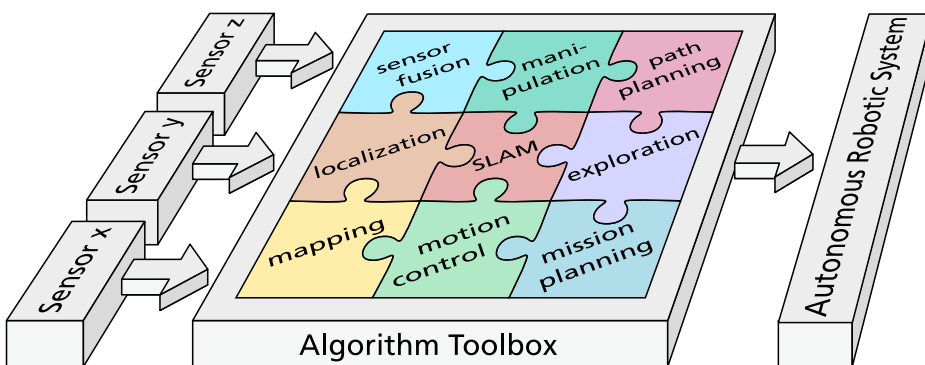 Sensor z
Sensor y
Sensor x
sensor
fusion
mani-
pulation
path
planning
localization
SLAM
exploration
mapping
motion
control
mission
planning
Algorithm Toolbox
Autonomous Robotic System